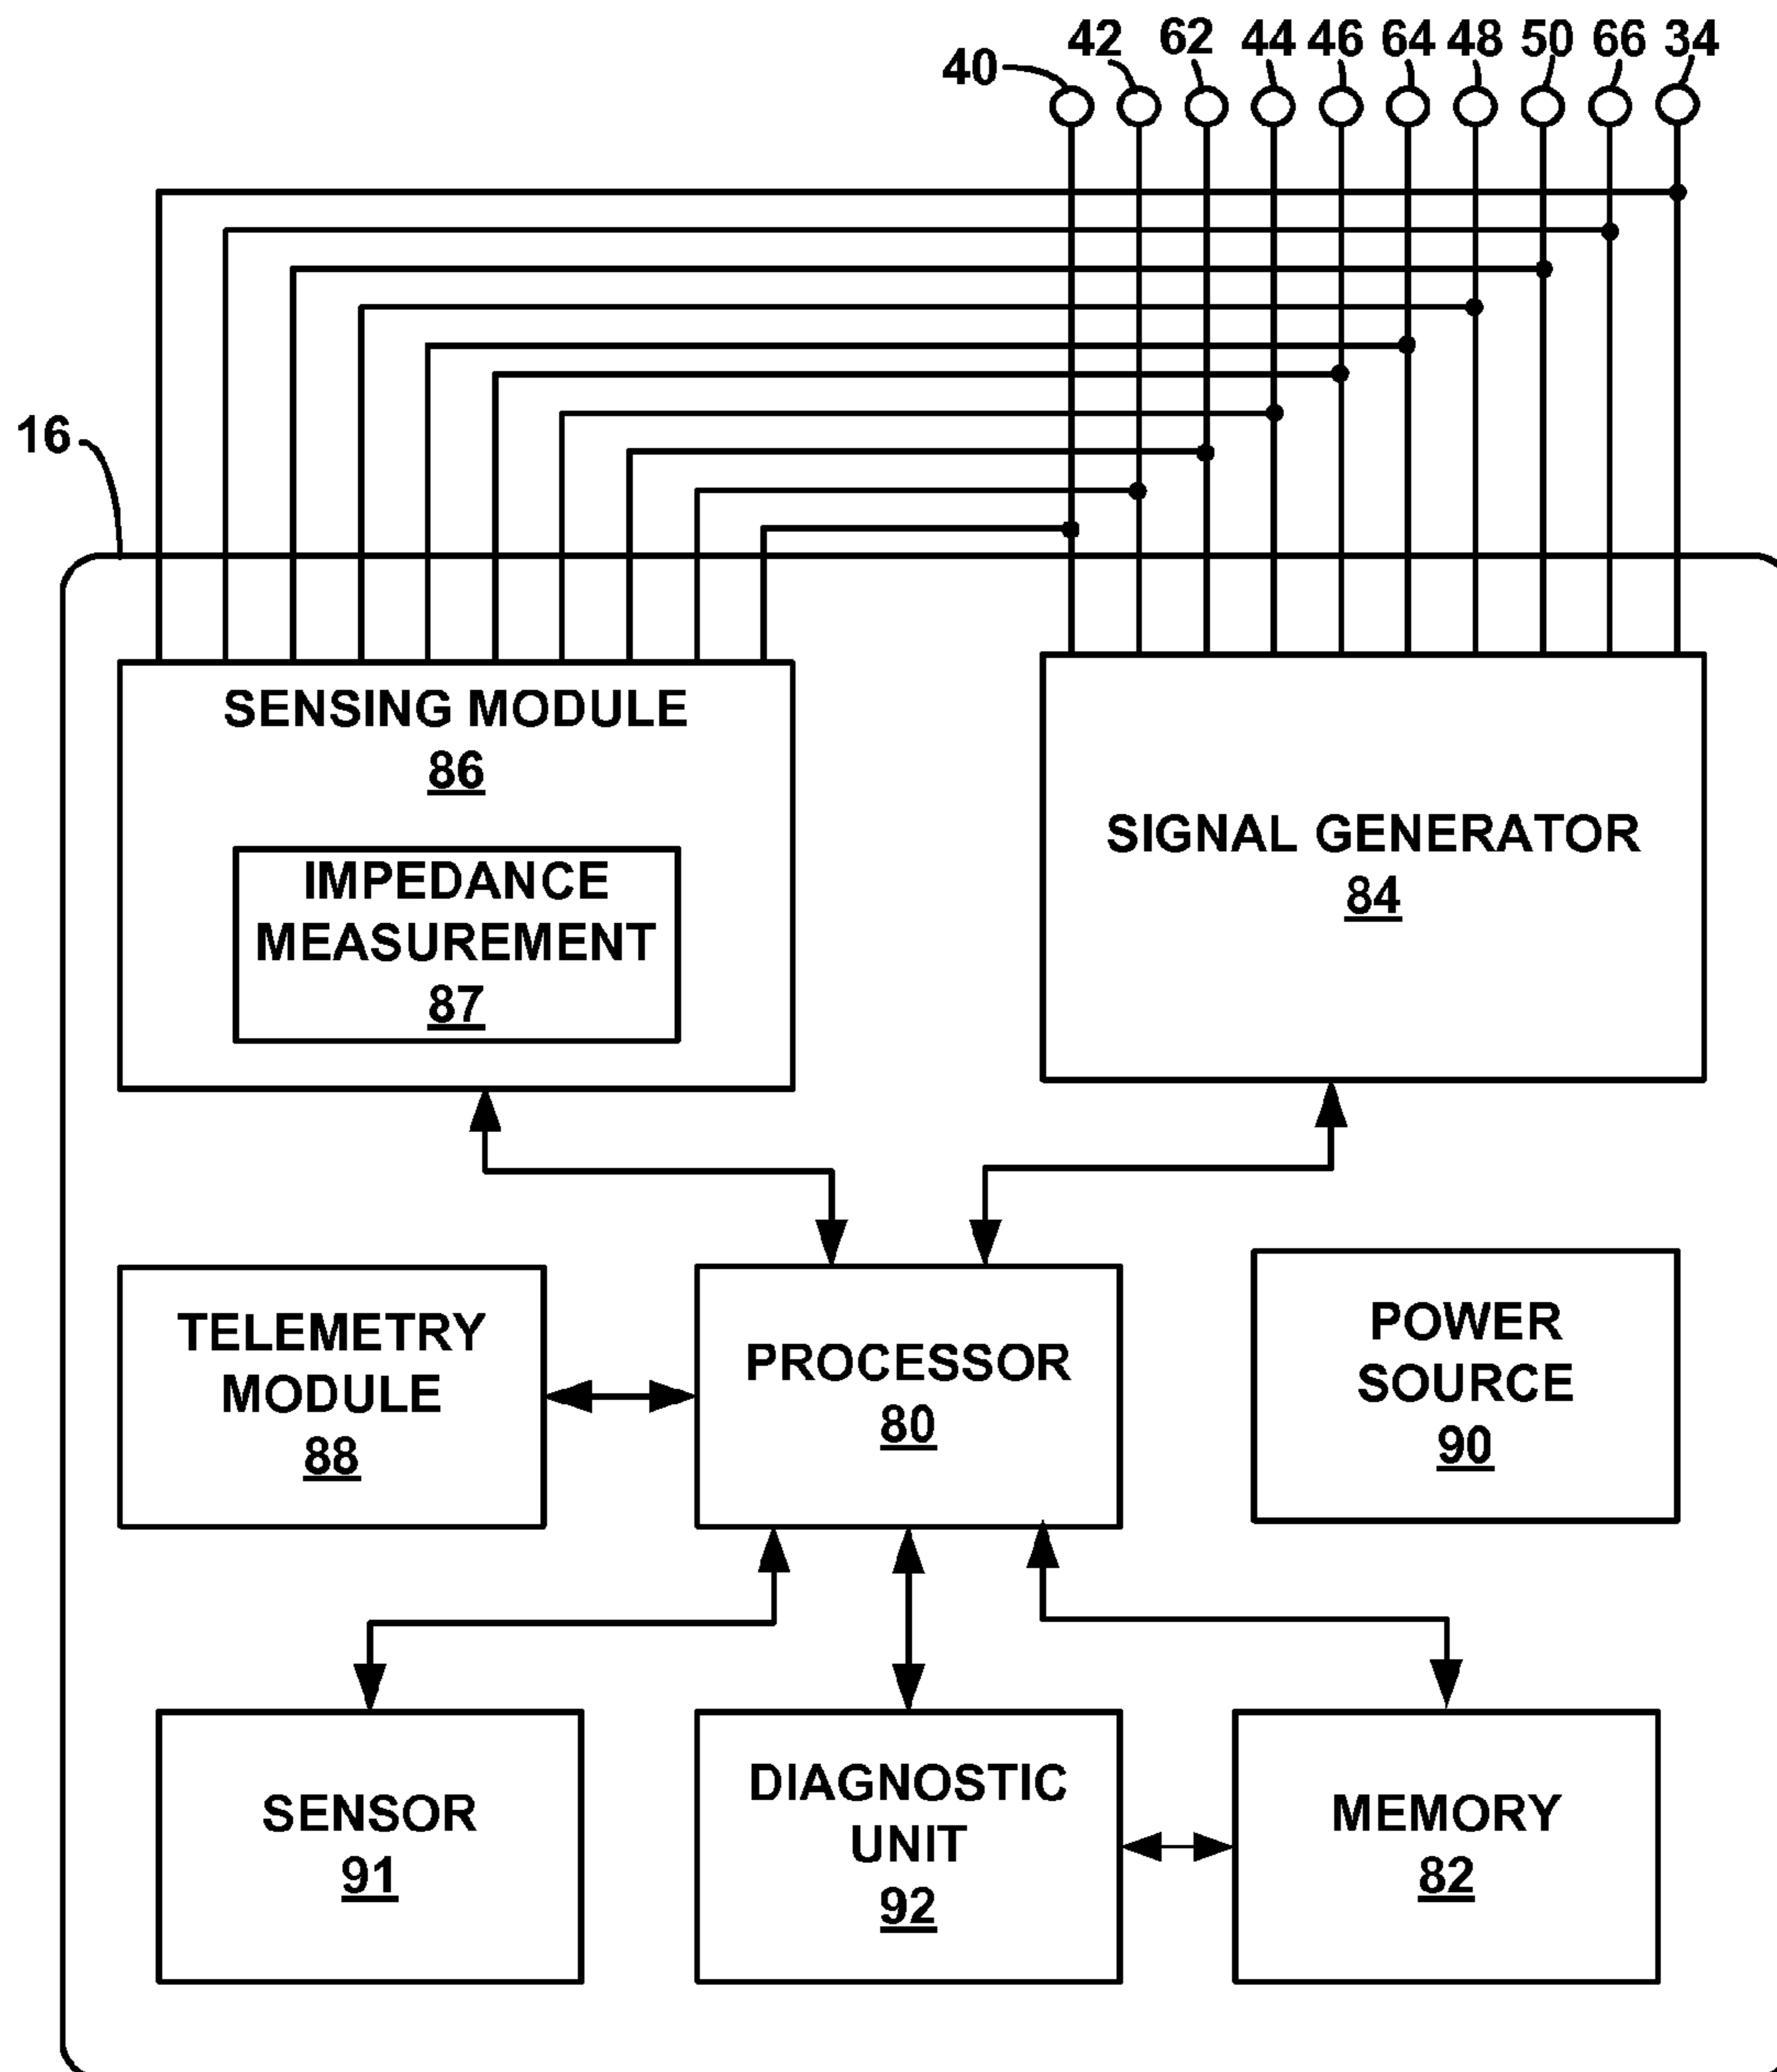 40 42 62 44 46 64 48 50 66 34
16
SENSING MODULE
86
IMPEDANCE
MEASUREMENT
87
SIGNAL GENERATOR
84
TELEMETRY
MODULE
88
PROCESSOR
80
POWER
SOURCE
90
SENSOR
91
DIAGNOSTIC
UNIT
92
MEMORY
82